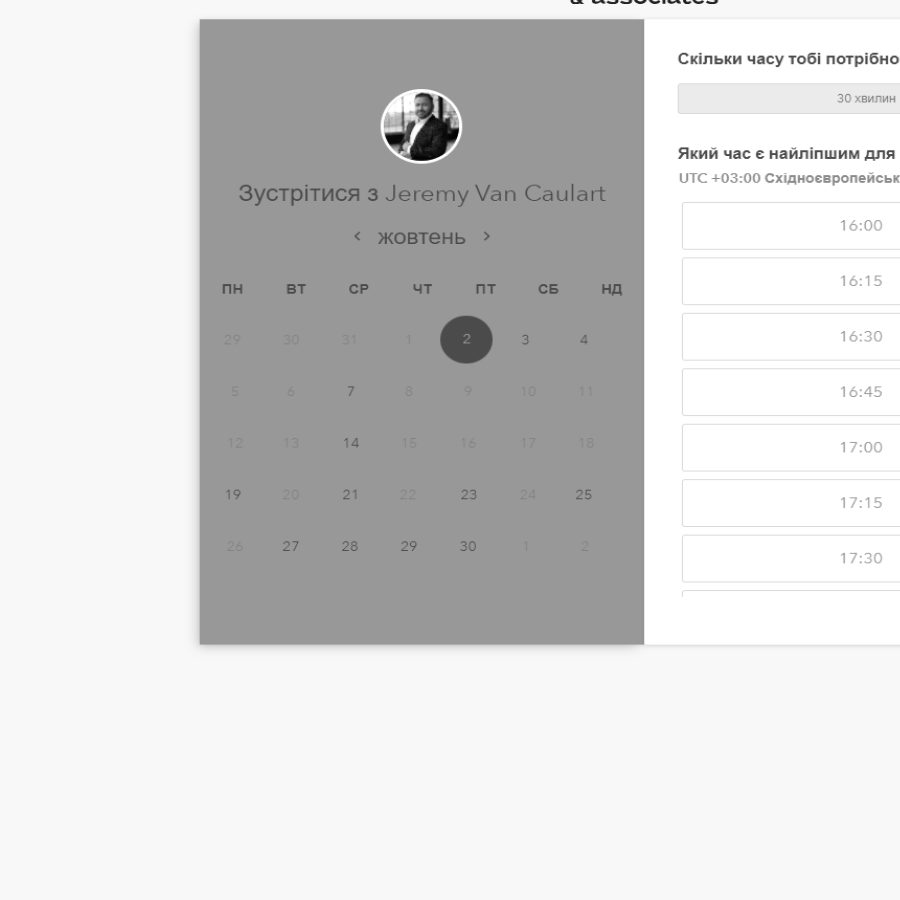 & associates
Зустрітися з Jeremy Van Caulart
жовтень
ПН ВТ СР ЧТ ПТ СБ НД
29 30 31 1 2 3 4
5 6 7 8 9 10 11
12 13 14 15 16 17 18
19 20 21 22 23 24 25
26 27 28 29 30 1 2
Скільки часу тобі потрібно
30 хвилин
Який час є найліпшим для
UTC +03:00 Східноєвропейськ
16:00
16:15
16:30
16:45
17:00
17:15
17:30